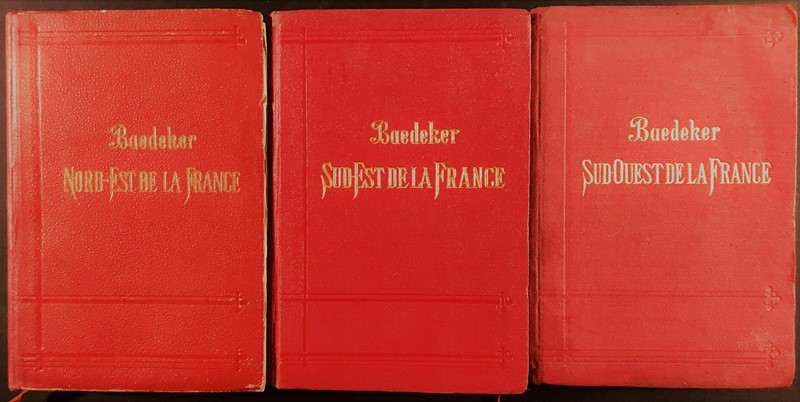 Baedeker
NORD-EST DE LA FRANCE
Baedeker
SUD-EST DE LA FRANCE
Baedeker
SUD-OUEST DE LA FRANCE